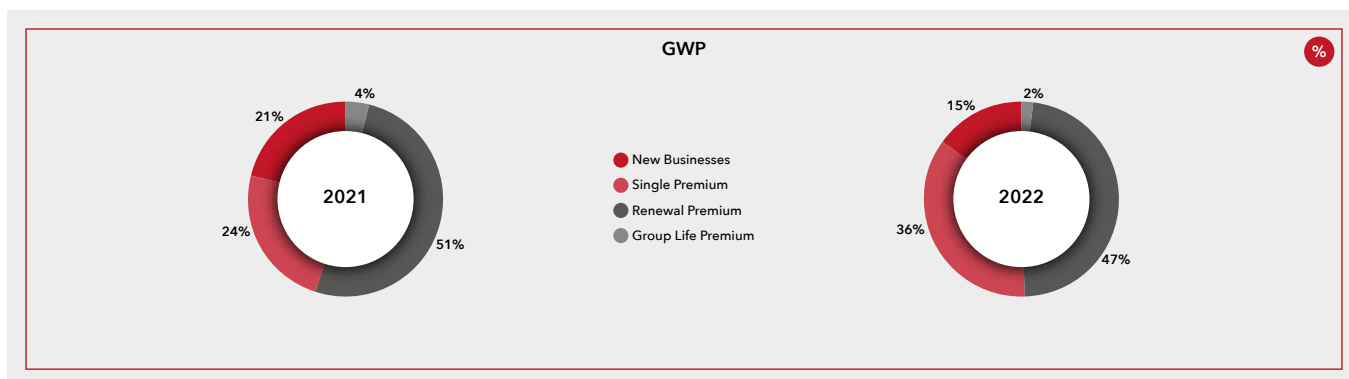 GWP
%
4%
21%
2021
24%
51%
New Businesses
Single Premium
Renewal Premium
Group Life Premium
2%
15%
2022
36%
47%